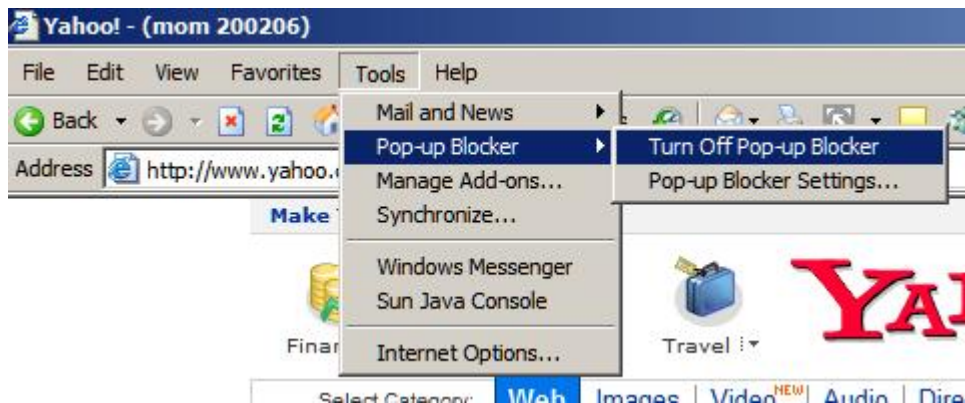 Yahoo! - (mom 200206)
File Edit View Favorites Tools Help
Back
Mail and News
Pop-up Blocker
Turn Off Pop-up Blocker
Address http://www.yahoo.
Manage Add-ons...
Pop-up Blocker Settings...
Make
Synchronize...
Windows Messenger
Sun Java Console
Travel
Internet Options...
Select Category: Web Images Video NEW Audio